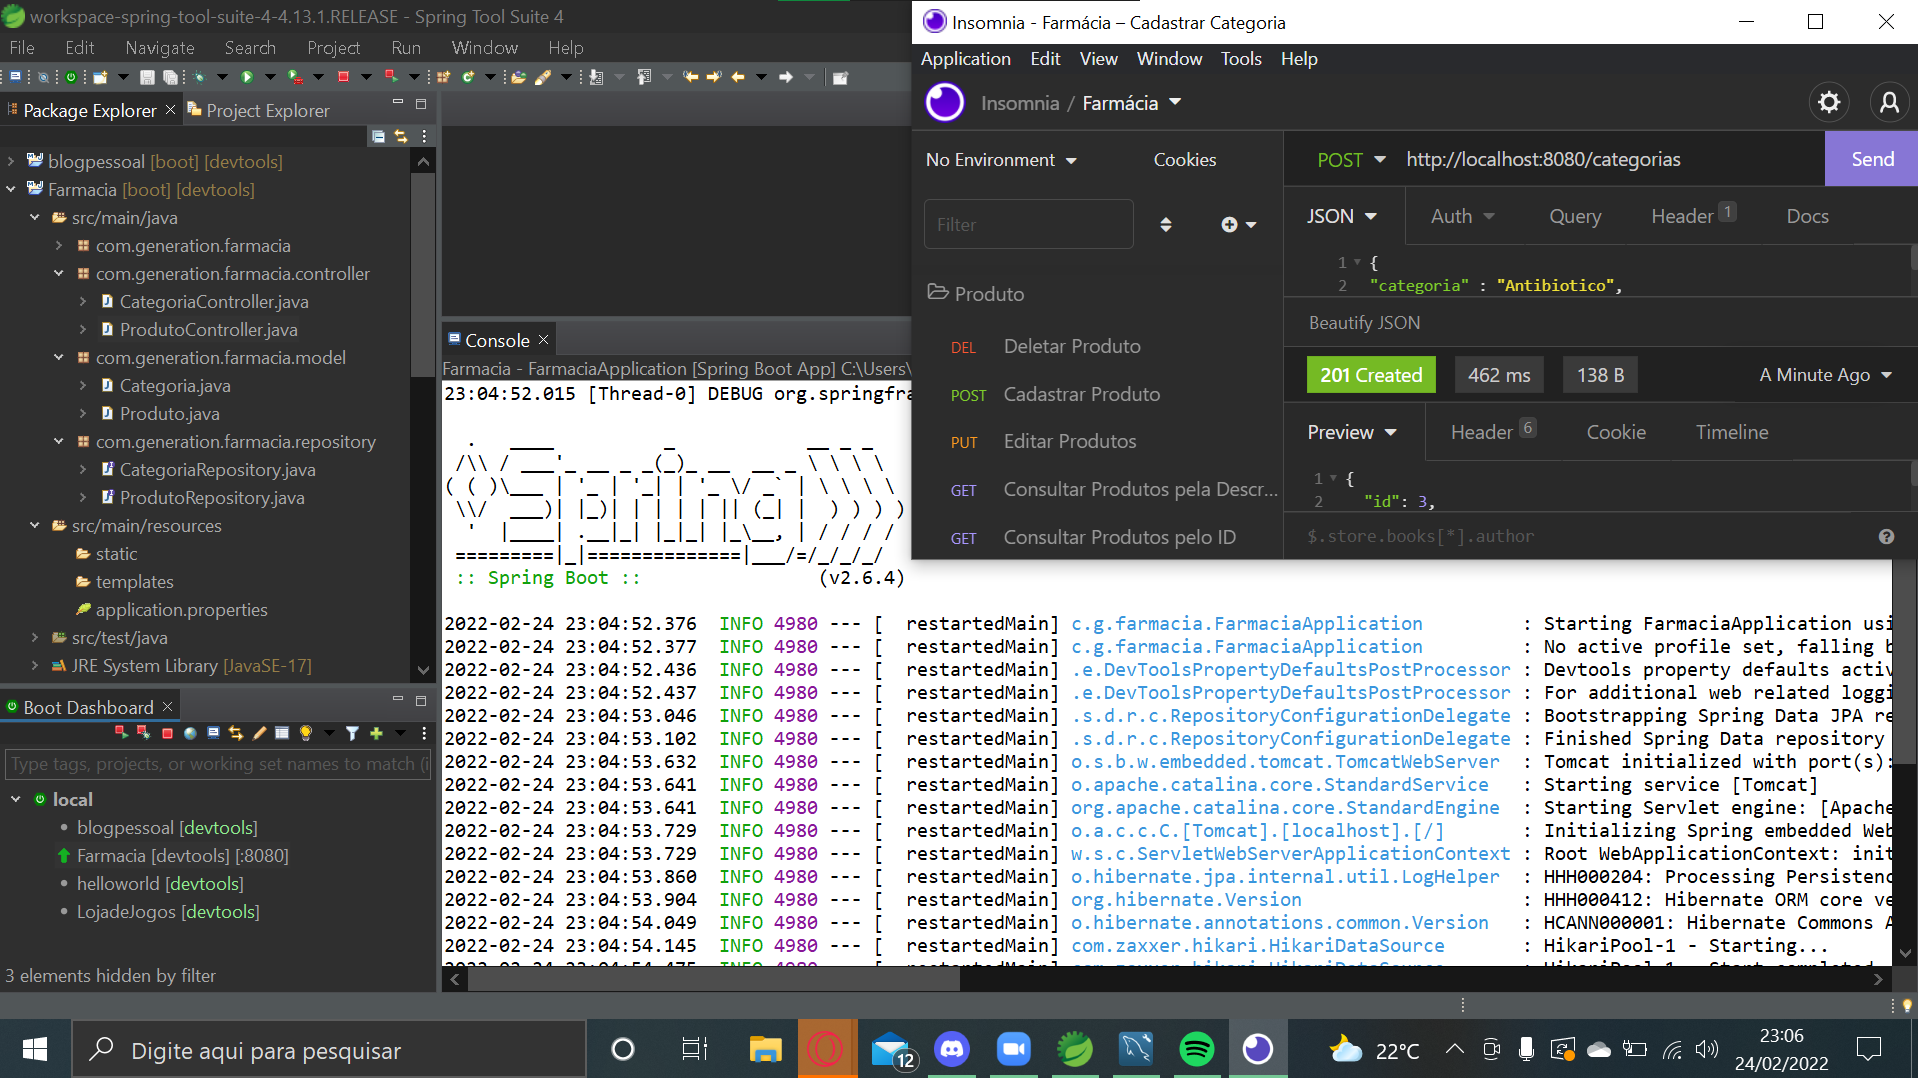 workspace-spring-tool-suite-4-4.13.1.RELEASE - Spring Tool Suite 4
File Edit Navigate Search Project Run Window Help
Package Explorer
Project Explorer
blogpessoal [boot] [devtools]
Farmacia [boot] [devtools]
src/main/java
com.generation.farmacia
com.generation.farmacia.controller
CategoriaController.java
ProdutoController.java
com.generation.farmacia.model
Categoria.java
Produto.java
com.generation.farmacia.repository
CategoriaRepository.java
ProdutoRepository.java
src/main/resources
static
templates
application.properties
src/test/java
JRE System Library [JavaSE-17]
Boot Dashboard
Type tags, projects, or working set names to match (i
local
blogpessoal [devtools]
Farmacia [devtools] [:8080]
helloworld [devtools]
LojadeJogos [devtools]
3 elements hidden by filter
Console
Farmacia - FarmaciaApplication [Spring Boot App] C:\Users\
23:04:52.015 [Thread-0] DEBUG org.springfra
Spring
:: Spring Boot :: (v2.6.4)
2022-02-24 23:04:52.376 INFO 4980 --- [ restartedMain] c.g.farmacia.FarmaciaApplication : Starting FarmaciaApplication usi
2022-02-24 23:04:52.377 INFO 4980 --- [ restartedMain] c.g.farmacia.FarmaciaApplication : No active profile set, falling b
2022-02-24 23:04:52.436 INFO 4980 --- [ restartedMain] .e.DevToolsPropertyDefaultsPostProcessor : Devtools property defaults activ
2022-02-24 23:04:52.437 INFO 4980 --- [ restartedMain] .e.DevToolsPropertyDefaultsPostProcessor : For additional web related loggi
2022-02-24 23:04:53.046 INFO 4980 --- [ restartedMain] .s.d.r.c.RepositoryConfigurationDelegate : Bootstrapping Spring Data JPA re
2022-02-24 23:04:53.102 INFO 4980 --- [ restartedMain] .s.d.r.c.RepositoryConfigurationDelegate : Finished Spring Data repository
2022-02-24 23:04:53.632 INFO 4980 --- [ restartedMain] o.s.b.w.embedded.tomcat.TomcatWebServer : Tomcat initialized with port(s):
2022-02-24 23:04:53.641 INFO 4980 --- [ restartedMain] o.apache.catalina.core.StandardService : Starting service [Tomcat]
2022-02-24 23:04:53.641 INFO 4980 --- [ restartedMain] org.apache.catalina.core.StandardEngine : Starting Servlet engine: [Apache
2022-02-24 23:04:53.729 INFO 4980 --- [ restartedMain] o.a.c.c.C.[Tomcat].[localhost].[/] : Initializing Spring embedded Web
2022-02-24 23:04:53.729 INFO 4980 --- [ restartedMain] w.s.c.ServletWebServerApplicationContext : Root WebApplicationContext: init
2022-02-24 23:04:53.860 INFO 4980 --- [ restartedMain] o.hibernate.jpa.internal.util.LogHelper : HHH000204: Processing Persistenc
2022-02-24 23:04:53.904 INFO 4980 --- [ restartedMain] org.hibernate.Version : HHH000412: Hibernate ORM core ve
2022-02-24 23:04:54.049 INFO 4980 --- [ restartedMain] o.hibernate.annotations.common.Version : HCANN000001: Hibernate Commons A
2022-02-24 23:04:54.145 INFO 4980 --- [ restartedMain] com.zaxxer.hikari.HikariDataSource : HikariPool-1 - Starting...
Insomnia - Farmácia – Cadastrar Categoria
Application Edit View Window Tools Help
Insomnia / Farmácia
No Environment
Cookies
Filter
Produto
DEL Deletar Produto
POST Cadastrar Produto
PUT Editar Produtos
GET Consultar Produtos pela Descr...
GET Consultar Produtos pelo ID
POST http://localhost:8080/categorias Send
JSON Auth Query Header 1 Docs
1 {
2 "categoria" : "Antibiotico",
Beautify JSON
201 Created 462 ms 138 B A Minute Ago
Preview Header 6 Cookie Timeline
1 {
2 "id": 3,
$.store.books[*].author
Digite aqui para pesquisar
12
22°C
23:06
24/02/2022